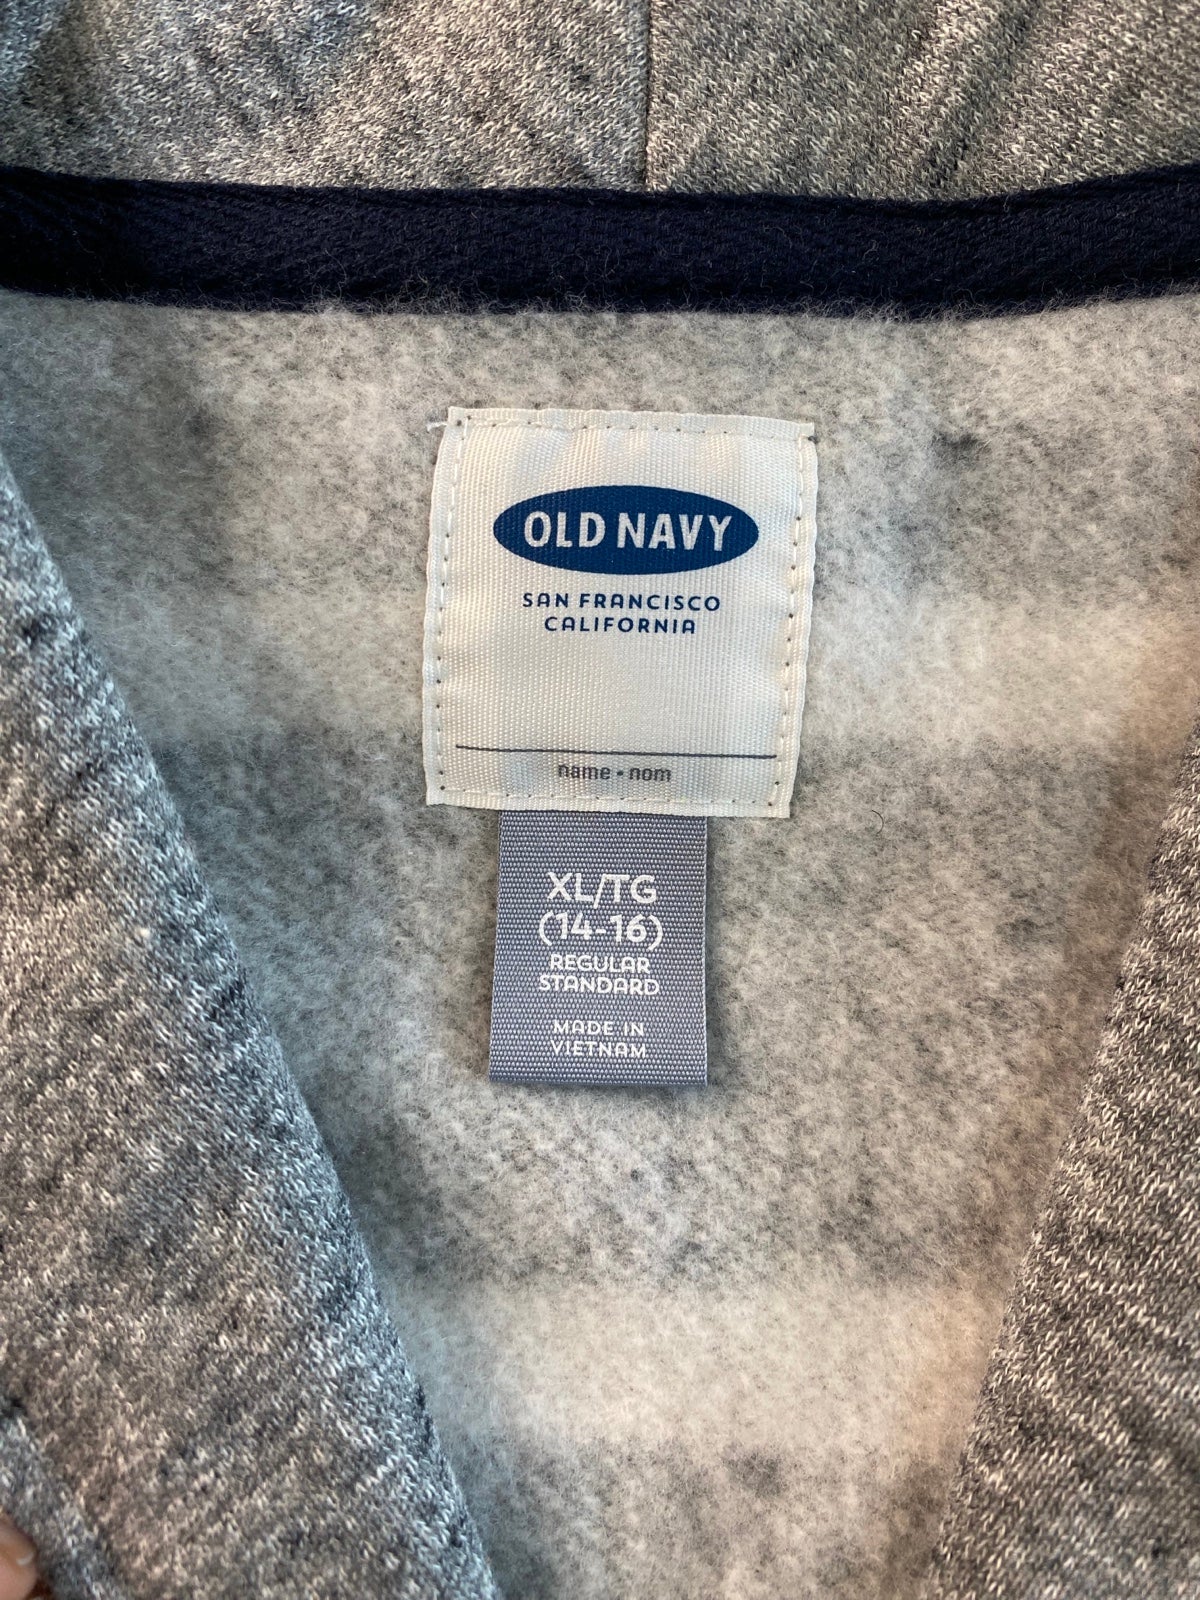 OLD NAVY
SAN FRANCISCO
CALIFORNIA
name • nom
XL/TG
(14-16)
REGULAR
STANDARD
MADE IN
VIETNAM